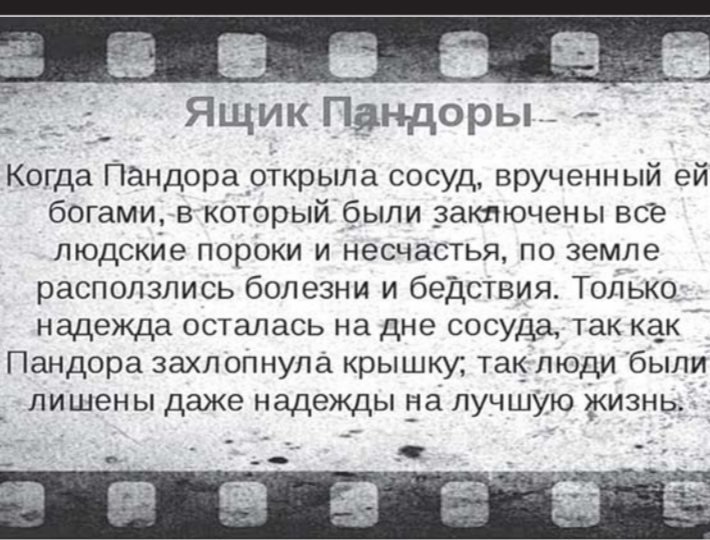 Ящик Пандоры
Когда Пандора открыла сосуд, врученный ей
богами, в который были заключены все
людские пороки и несчастья, по земле
расползлись болезни и бедствия. Только
надежда осталась на дне сосуда, так как
Пандора захлопнула крышку; так люди были
лишены даже надежды на лучшую жизнь.